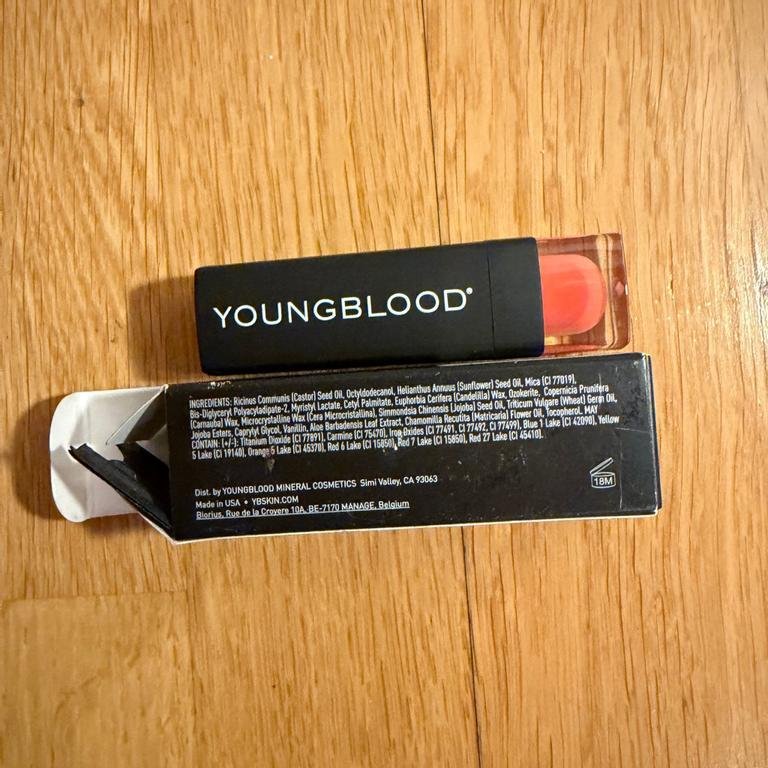 YOUNGBLOOD®
INGREDIENTS: Ricinus Communis (Castor) Seed Oil, Octyldodecanol, Helianthus Annuus (Sunflower) Seed Oil, Mica (CI 77019),
Bis-Diglyceryl Polyacyladipate-2, Myristyl Lactate, Cetyl Palmitate, Euphorbia Cerifera (Candelilla) Wax, Ozokerite, Copernicia Prunifera
(Carnauba) Wax, Microcrystalline Wax (Cera Microcristallina), Simmondsia Chinensis (Jojoba) Seed Oil, Triticum Vulgare (Wheat) Germ Oil,
Jojoba Esters, Caprylyl Glycol, Vanillin, Aloe Barbadensis Leaf Extract, Chamomilla Recutita (Matricaria) Flower Oil, Tocopherol. MAY
CONTAIN: (+/-): Titanium Dioxide (CI 77891), Carmine (CI 75470), Iron Oxides (CI 77491, CI 77492, CI 77499), Blue 1 Lake (CI 42090), Yellow
5 Lake (CI 19140), Orange 5 Lake (CI 45370), Red 6 Lake (CI 15850), Red 7 Lake (CI 15850), Red 27 Lake (CI 45410).
Dist. by YOUNGBLOOD MINERAL COSMETICS Simi Valley, CA 93063
Made in USA • YBSKIN.COM
Biorius, Rue de la Croyere 10A, BE-7170 MANAGE, Belgium
18M